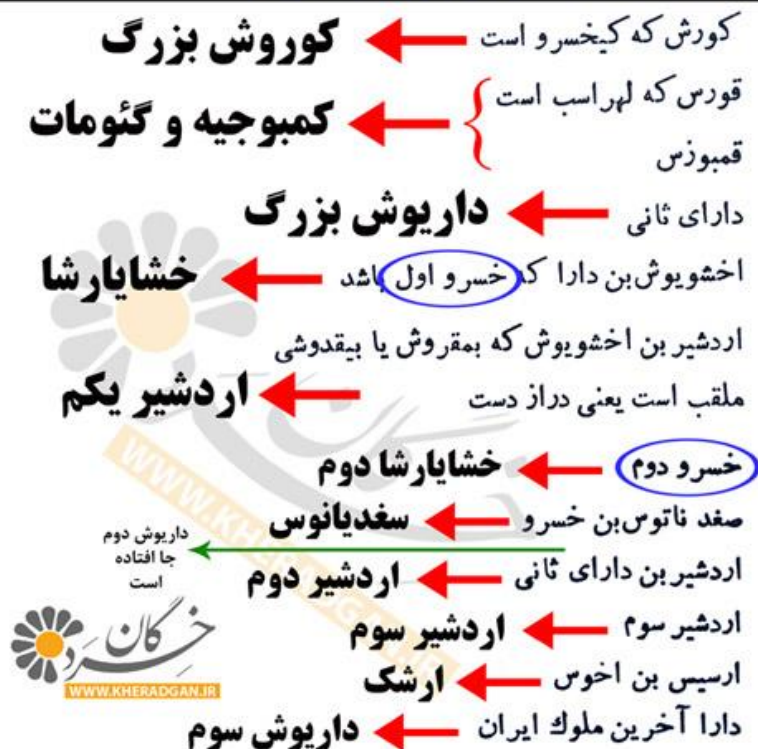 کورش که کیخسرو است کوروش بزرگ
قورس که لهراسب است
قمبوزس
کمبوجیه و گئومات
دارای ثانی داریوش بزرگ
اخشویوش بن دارا که خسرو اول باشد خشایارشا
اردشیر بن اخشویوش که بمقروش یا بیقدوشی
ملقب است یعنی دراز دست اردشیر یکم
خسرو دوم خشایارشا دوم
صغد ناتوس بن خسرو سغدیانوس
داریوش دوم
جا افتاده
است
اردشیر بن دارای ثانی اردشیر دوم
اردشیر سوم اردشیر سوم
ارسیس بن اخوس ارشک
دارا آخرین ملوك ایران داریوش سوم
خردگان
WWW.KHERADGAN.IR
WWW.KHERADGAN.IR